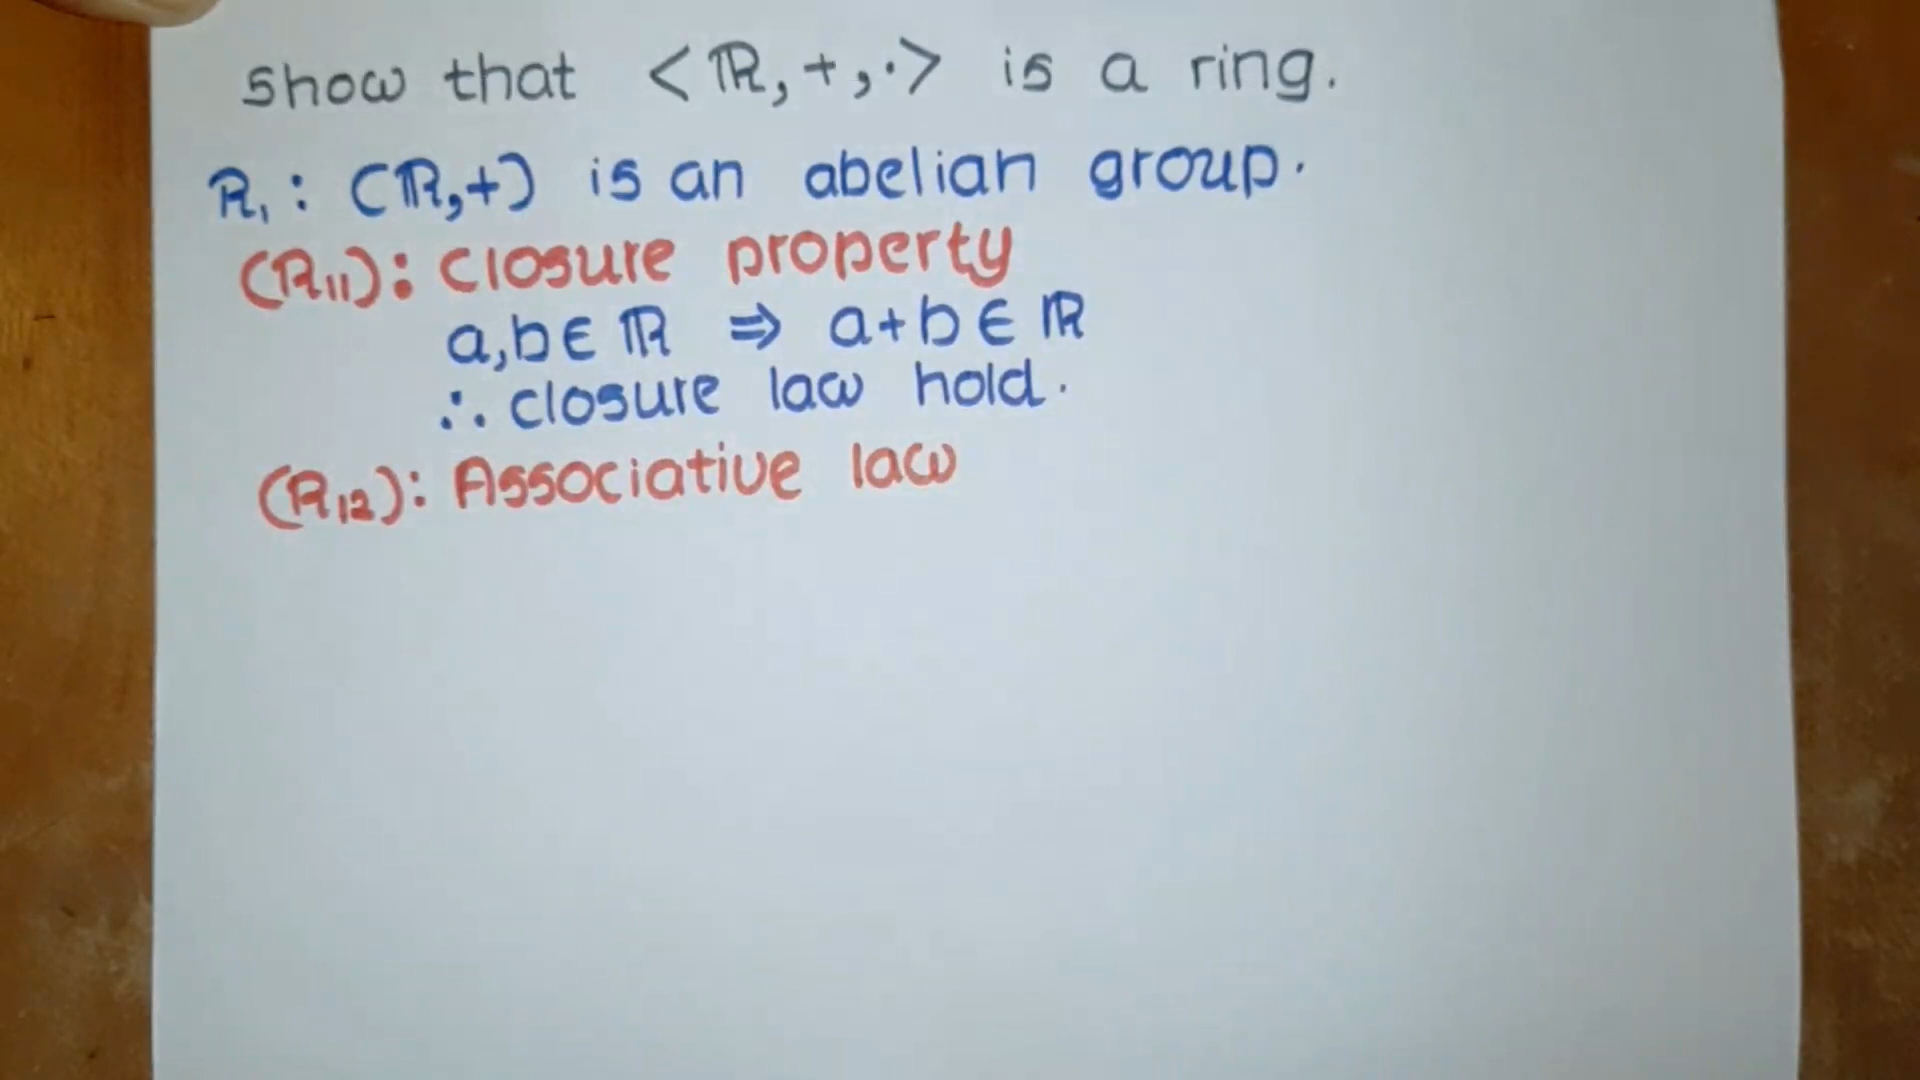 Show that <ℝ, +, ·> is a ring.
R₁ : (ℝ,+) is an abelian group.
(R₁₁): Closure property
a,b ∈ ℝ ⇒ a+b ∈ ℝ
∴ closure law hold.
(R₁₂): Associative law